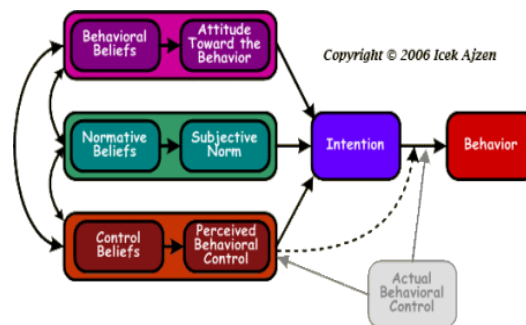 Behavioral
Beliefs
Attitude
Toward the
Behavior
Copyright © 2006 Icek Ajzen
Normative
Beliefs
Subjective
Norm
Intention
Behavior
Control
Beliefs
Perceived
Behavioral
Control
Actual
Behavioral
Control